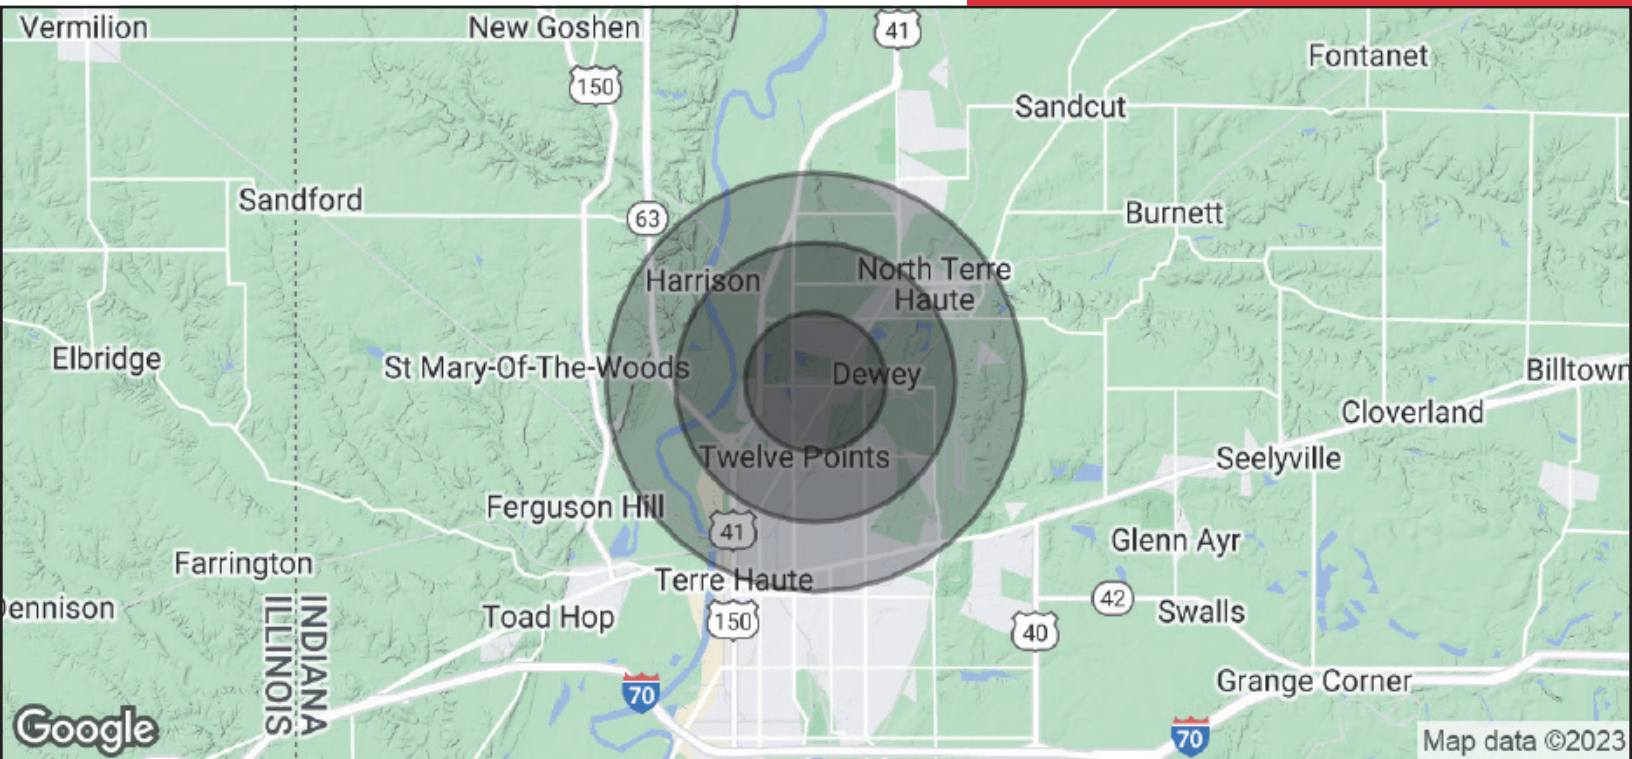 Vermilion
New Goshen
41
Fontanet
150
Sandcut
Sandford
63
Burnett
Harrison
North Terre
Haute
Elbridge
St Mary-Of-The-Woods
Dewey
Billtown
Cloverland
Twelve Points
Seelyville
Ferguson Hill
41
Glenn Ayr
Farrington
Terre Haute
Dennison
INDIANA
ILLINOIS
Toad Hop
150
42
Swalls
40
Grange Corner
70
Google
70
Map data ©2023